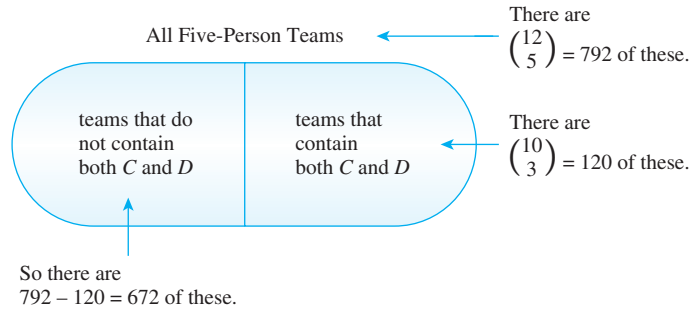 All Five-Person Teams
There are
(12 5) = 792 of these.
teams that do
not contain
both C and D
teams that
contain
both C and D
There are
(10 3) = 120 of these.
So there are
792 – 120 = 672 of these.